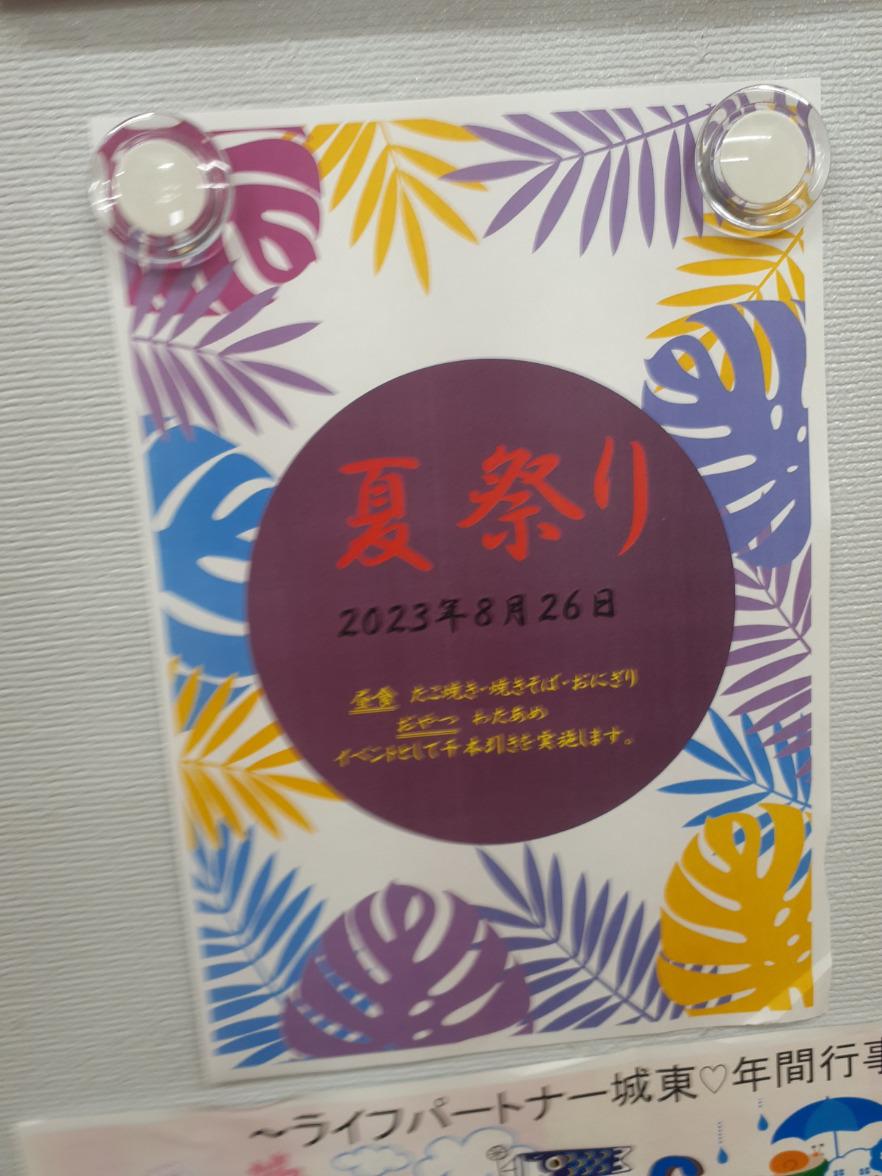 夏祭り
2023年8月26日
昼食 たこ焼き・焼きそば・おにぎり
おやつ わたあめ
イベントとして千本引きを実施します。
～ライフパートナー城東♡年間行事